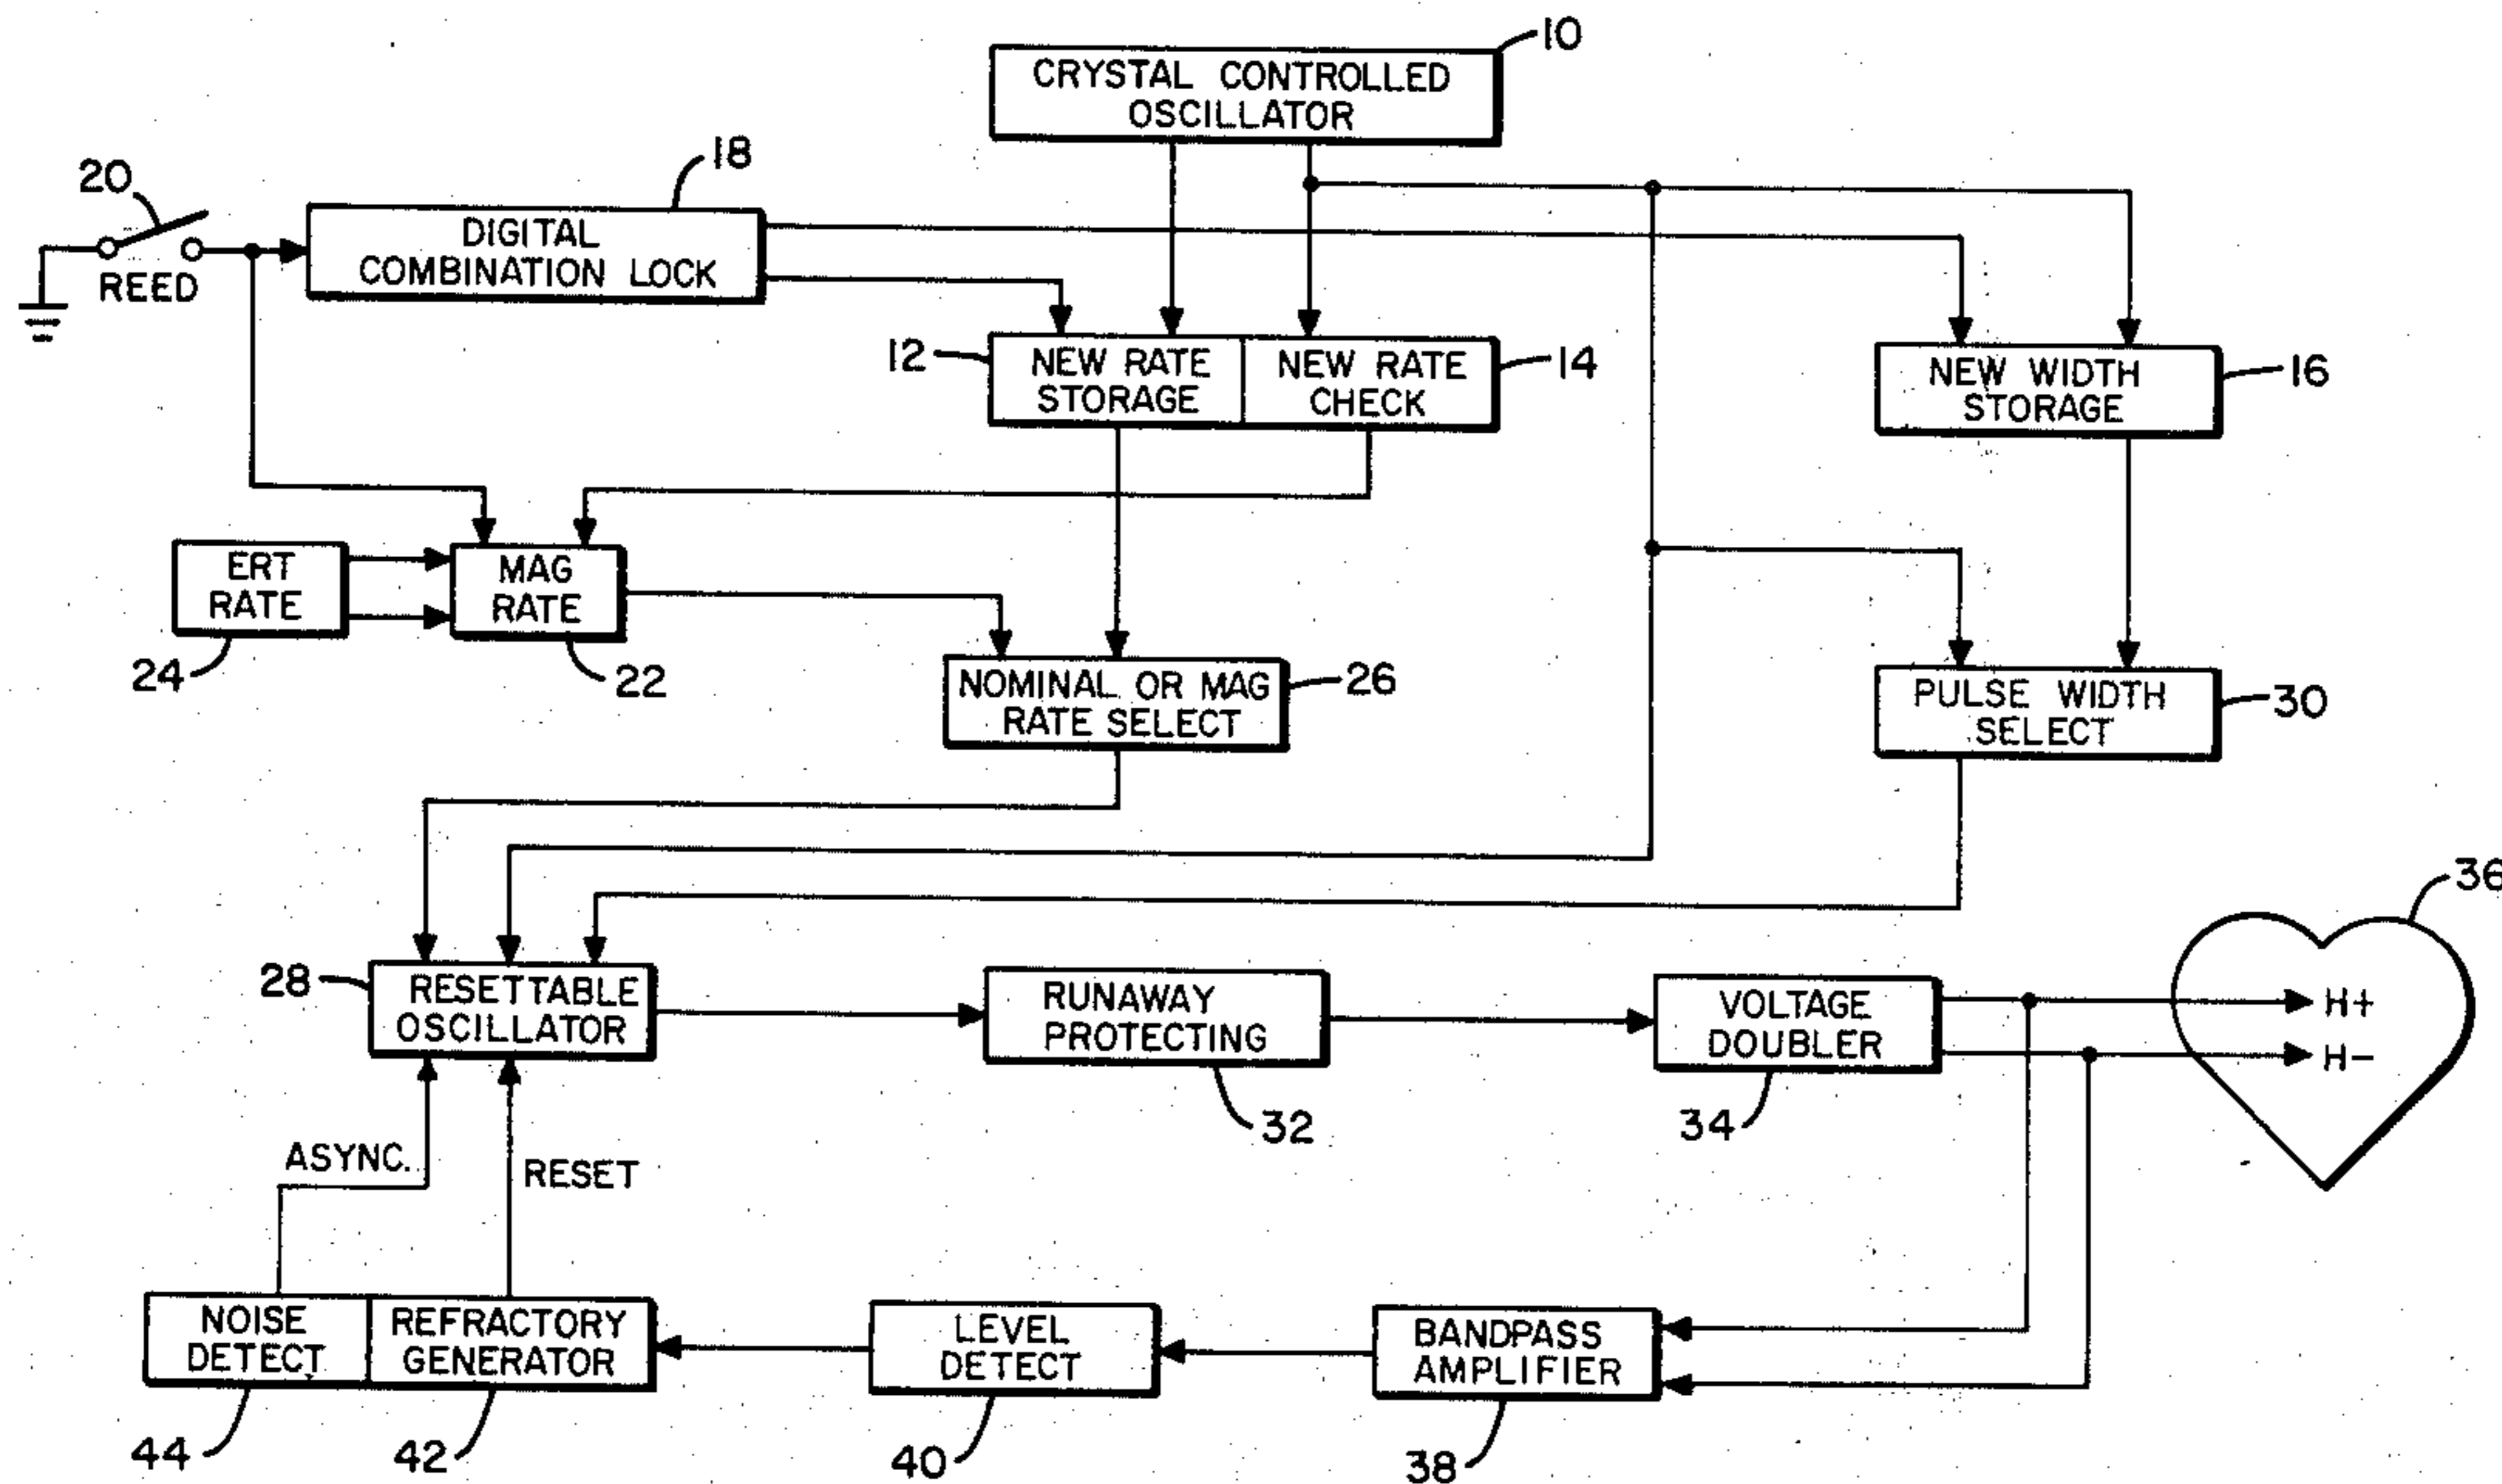 10
CRYSTAL CONTROLLED
OSCILLATOR
18
20
DIGITAL
COMBINATION LOCK
REED
12
NEW RATE
STORAGE
NEW RATE
CHECK
14
NEW WIDTH
STORAGE
16
ERT
RATE
MAG
RATE
24
22
NOMINAL OR MAG
RATE SELECT
26
PULSE WIDTH
SELECT
30
36
28
RESETTABLE
OSCILLATOR
RUNAWAY
PROTECTING
VOLTAGE
DOUBLER
H+
H-
32
34
ASYNC.
RESET
NOISE
DETECT
REFRACTORY
GENERATOR
LEVEL
DETECT
BANDPASS
AMPLIFIER
44
42
40
38